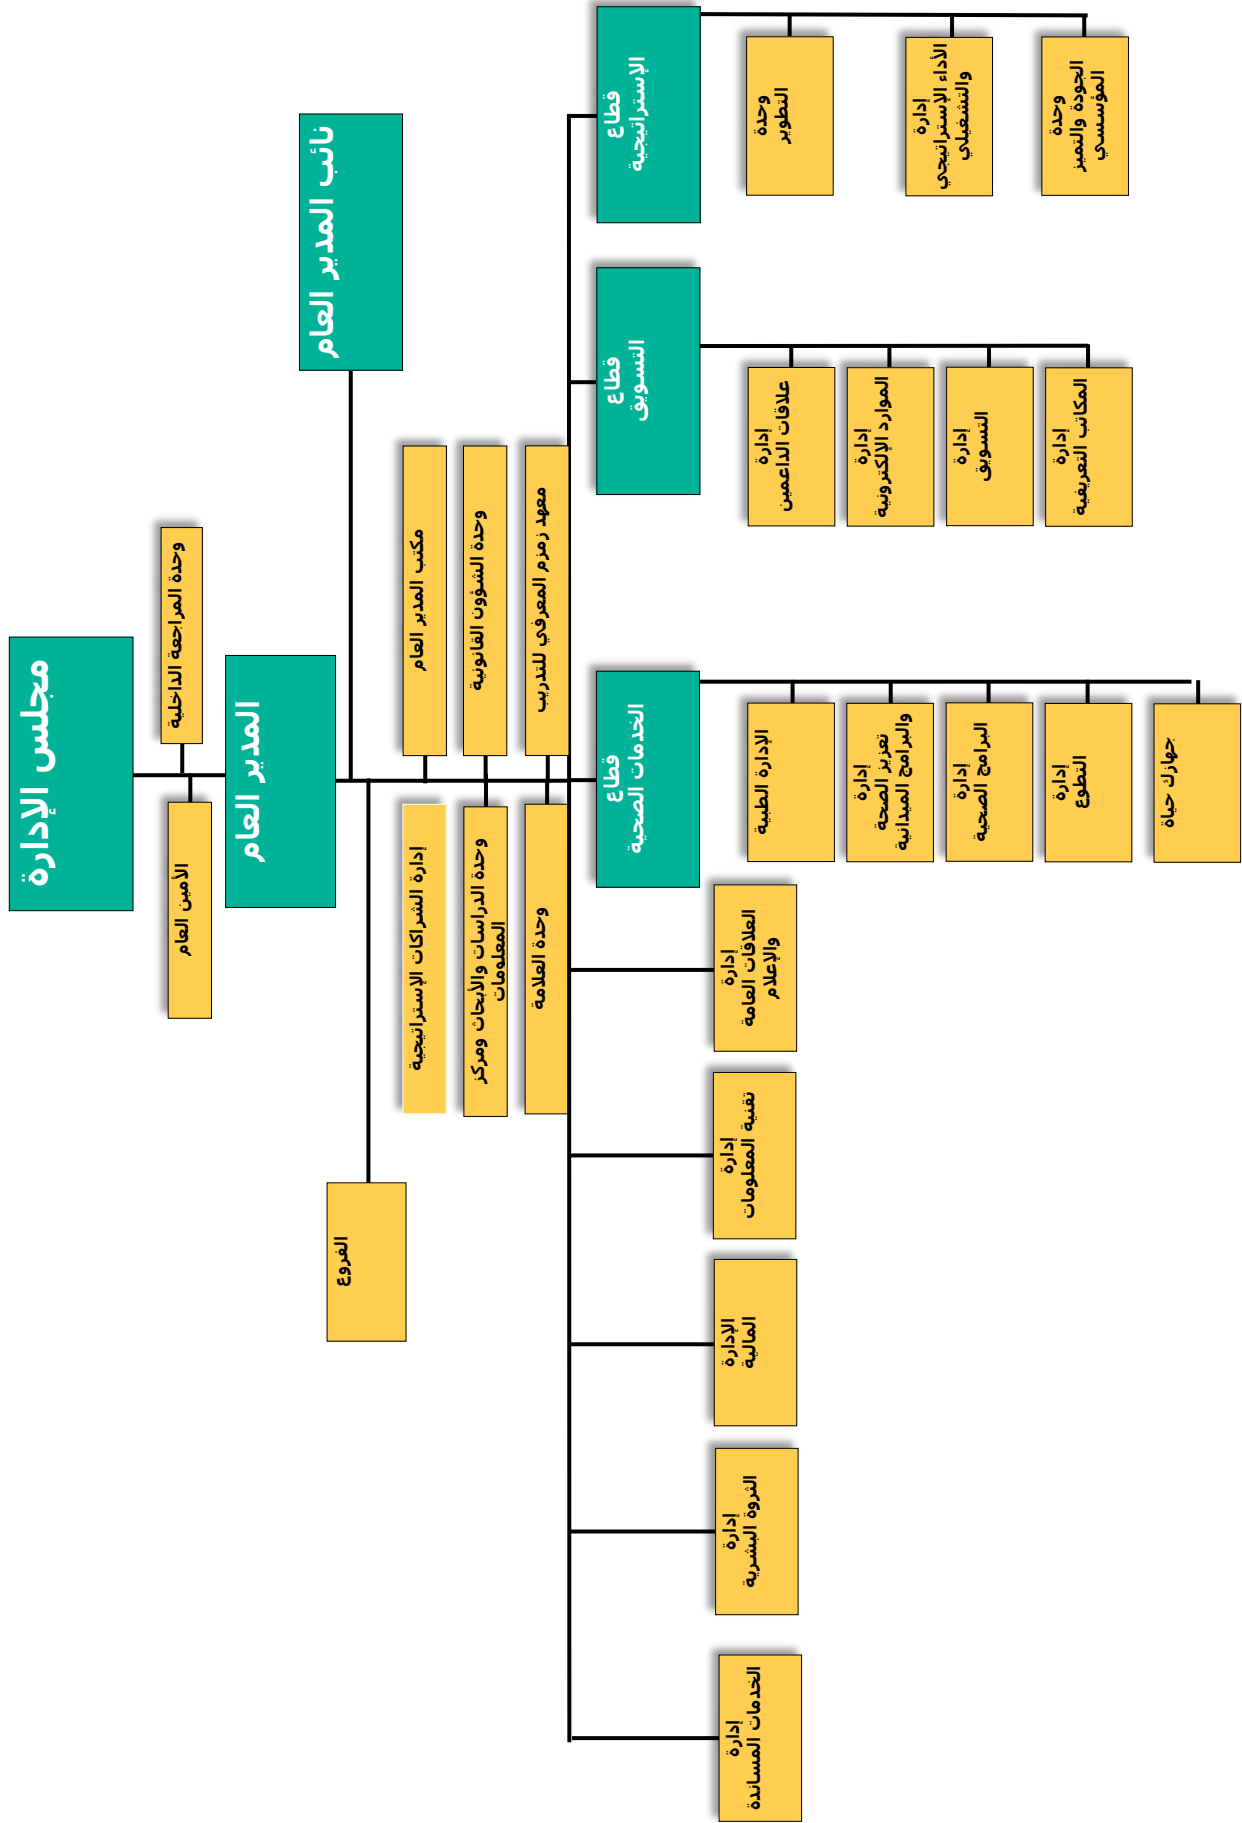 مجلس الإدارة
وحدة المراجعة الداخلية
الأمين العام
المدير العام
نائب المدير العام
الفروع
مكتب المدير العام
إدارة الشراكات الإستراتيجية
وحدة الشؤون القانونية
وحدة الدراسات والأبحاث ومركز
المعلومات
معهد زمزم المعرفي للتدريب
وحدة العلامة
قطاع
الإستراتيجية
وحدة
التطوير
إدارة
الأداء الإستراتيجي
والتشغيلي
وحدة
الجودة والتميز
المؤسسي
قطاع
التسويق
إدارة
علاقات الداعمين
إدارة
الموارد الإلكترونية
إدارة
التسويق
إدارة
المكاتب التعريفية
قطاع
الخدمات الصحية
الإدارة الطبية
إدارة
تعزيز الصحة
والبرامج الميدانية
إدارة
البرامج الصحية
إدارة
التطوع
جهازك حياة
إدارة
العلاقات العامة
والإعلام
إدارة
تقنية المعلومات
الإدارة
المالية
إدارة
الثروة البشرية
إدارة
الخدمات المساندة